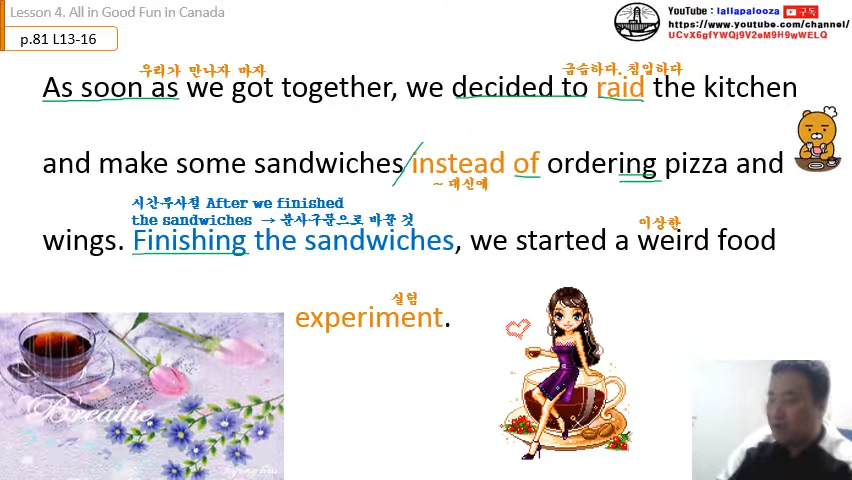 Lesson 4. All in Good Fun in Canada
p.81 L13-16
YouTube : lallapalooza 구독
https://www.youtube.com/channel/
UCvX6gfYWQj9V2eM9H9wWELQ
우리가 만나자 마자
급습하다. 침입하다
As soon as we got together, we decided to raid the kitchen
and make some sandwiches/instead of ordering pizza and
~ 대신에
시간부사절 After we finished
the sandwiches → 분사구문으로 바뀐 것
이상한
wings. Finishing the sandwiches, we started a weird food
실험
experiment.
Breathe